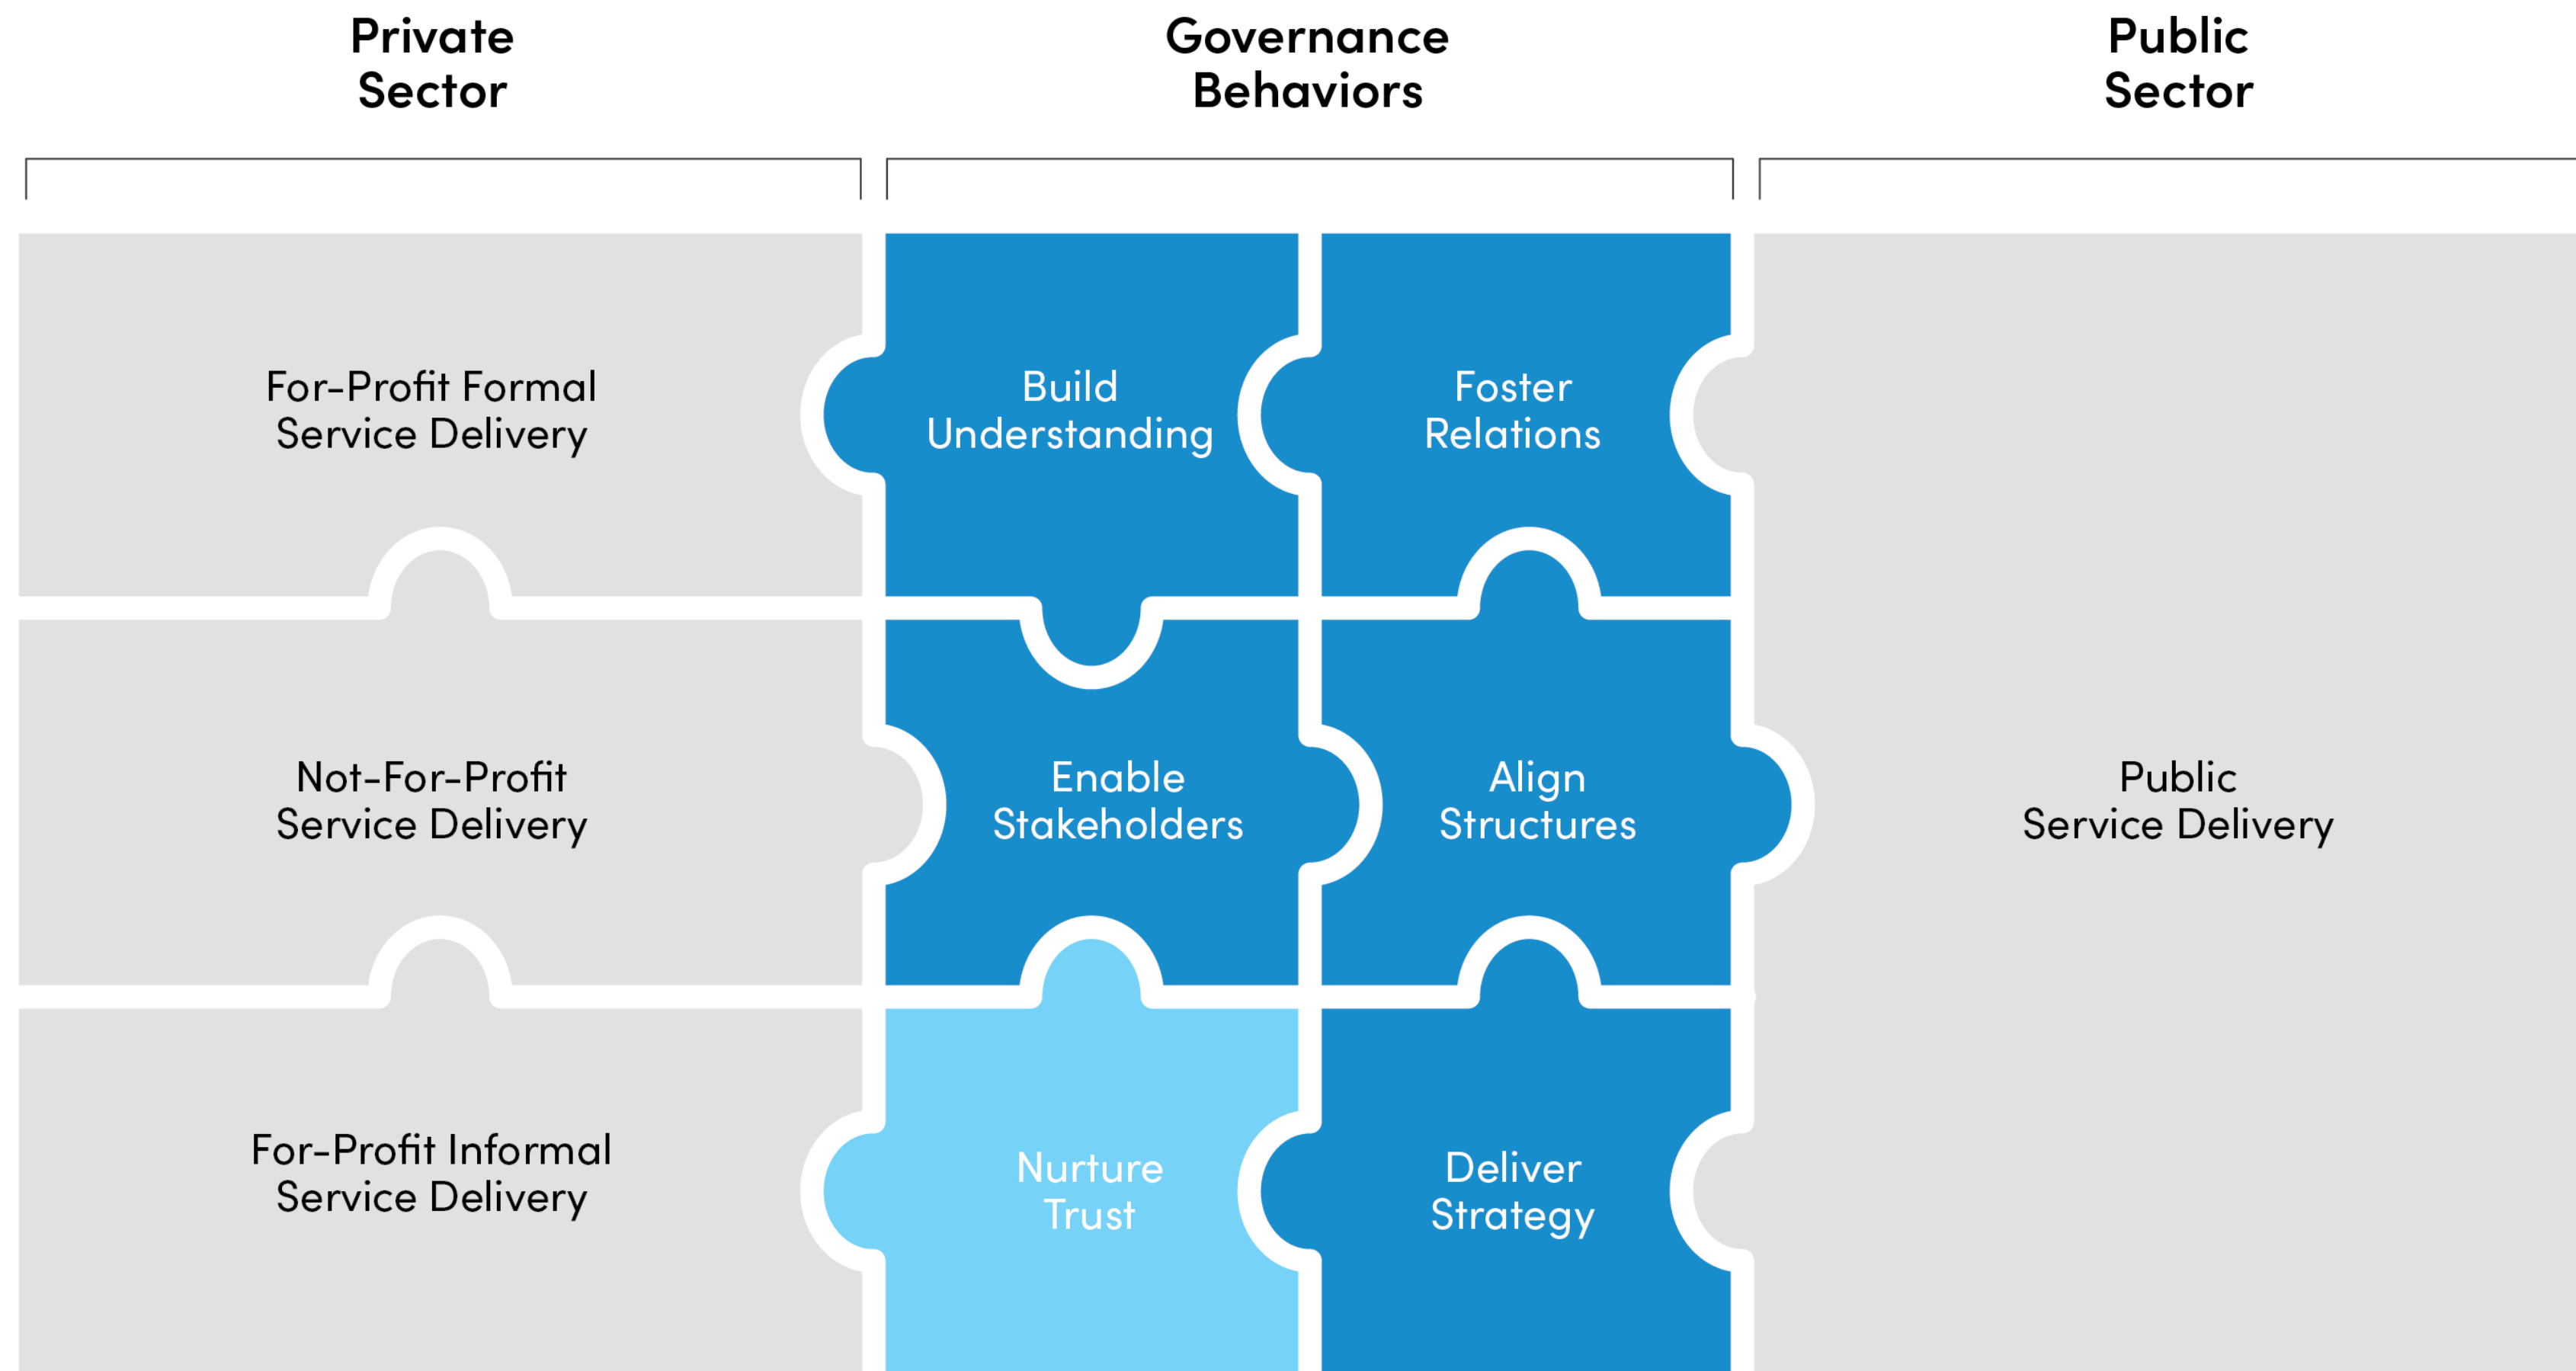 Private
Sector
Governance
Behaviors
Public
Sector
For-Profit Formal
Service Delivery
Build
Understanding
Foster
Relations
Not-For-Profit
Service Delivery
Enable
Stakeholders
Align
Structures
Public
Service Delivery
For-Profit Informal
Service Delivery
Nurture
Trust
Deliver
Strategy